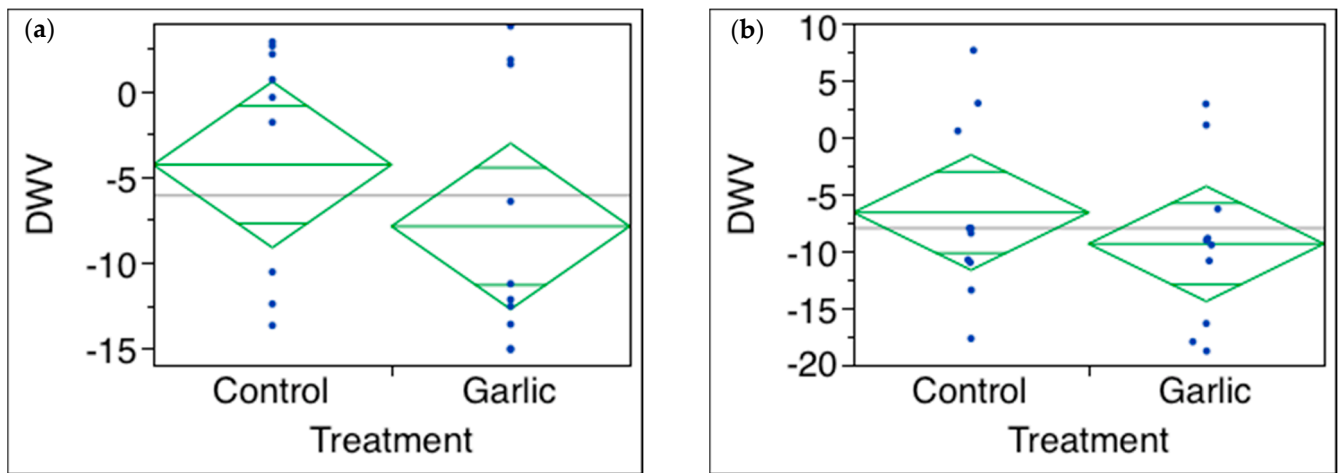 (a)
DWV
0
-5
-10
-15
Control Garlic
Treatment
(b)
DWV
10
5
0
-5
-10
-15
-20
Control Garlic
Treatment